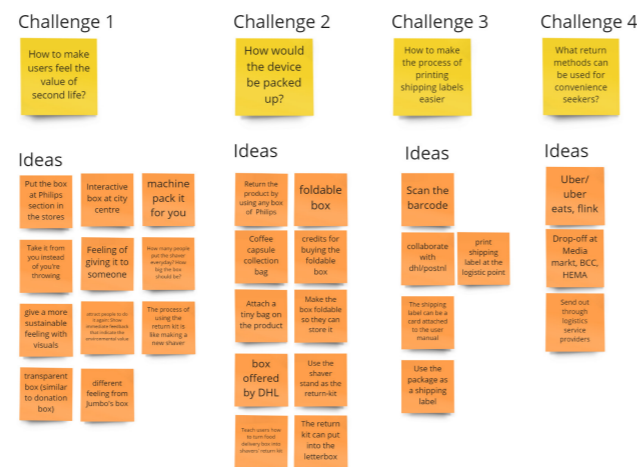 Challenge 1
How to make
users feel the
value of
second life?
Ideas
Put the box
at Philips
section in
the stores
Interactive
box at city
centre
machine
pack it
for you
Take it from
you instead
of you're
throwing
Feeling of
giving it to
someone
How many people
put the shaver
everyday? How
big the box
should be?
give a more
sustainable
feeling with
visuals
attract people to do
it again: Show
immediate feedback
that indicate the
environmental value
The process of
using the
return kit is
like making a
new shaver
transparent
box (similar
to donation
box)
different
feeling from
Jumbo's box
Challenge 2
How would
the device
be packed
up?
Ideas
Return the
product by
using any box
of Philips
foldable
box
Coffee
capsule
collection
bag
credits for
buying the
foldable
box
Attach a
tiny bag on
the product
Make the
box foldable
so they can
store it
box
offered
by DHL
Use the
shaver
stand as the
return-kit
Teach users how
to turn food
delivery box into
shavers' return-kit
The return
kit can put
into the
letterbox
Challenge 3
How to make
the process of
printing
shipping labels
easier
Ideas
Scan the
barcode
collaborate
with
dhl/postnl
print
shipping
label at the
logistic point
The shipping
label can be a
card attached
to the user
manual
Use the
package as
a shipping
label
Challenge 4
What return
methods can
be used for
convenience
seekers?
Ideas
Uber/
uber
eats, flink
Drop-off at
Media
markt, BCC,
HEMA
Send out
through
logistics
service
providers